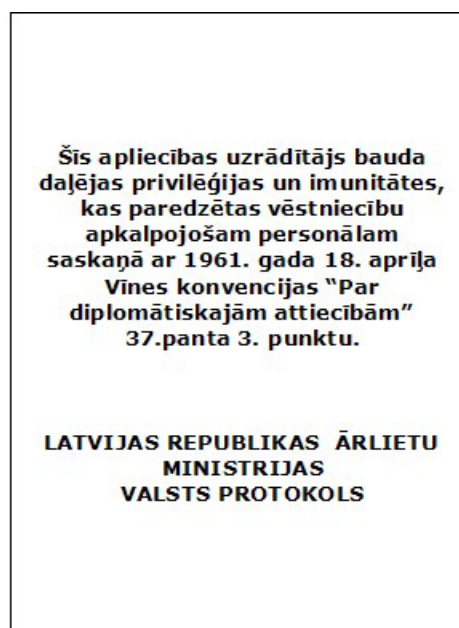 Šīs apliecības uzrādītājs bauda
daļējas privilēģijas un imunitātes,
kas paredzētas vēstniecību
apkalpojošam personālam
saskaņā ar 1961. gada 18. aprīļa
Vīnes konvencijas “Par
diplomātiskajām attiecībām”
37.panta 3. punktu.
LATVIJAS REPUBLIKAS ĀRLIETU
MINISTRIJAS
VALSTS PROTOKOLS